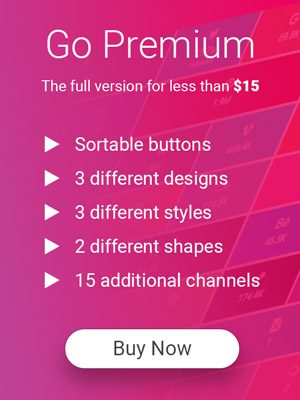 Go Premium
The full version for less than $15
Sortable buttons
3 different designs
3 different styles
2 different shapes
15 additional channels
Buy Now